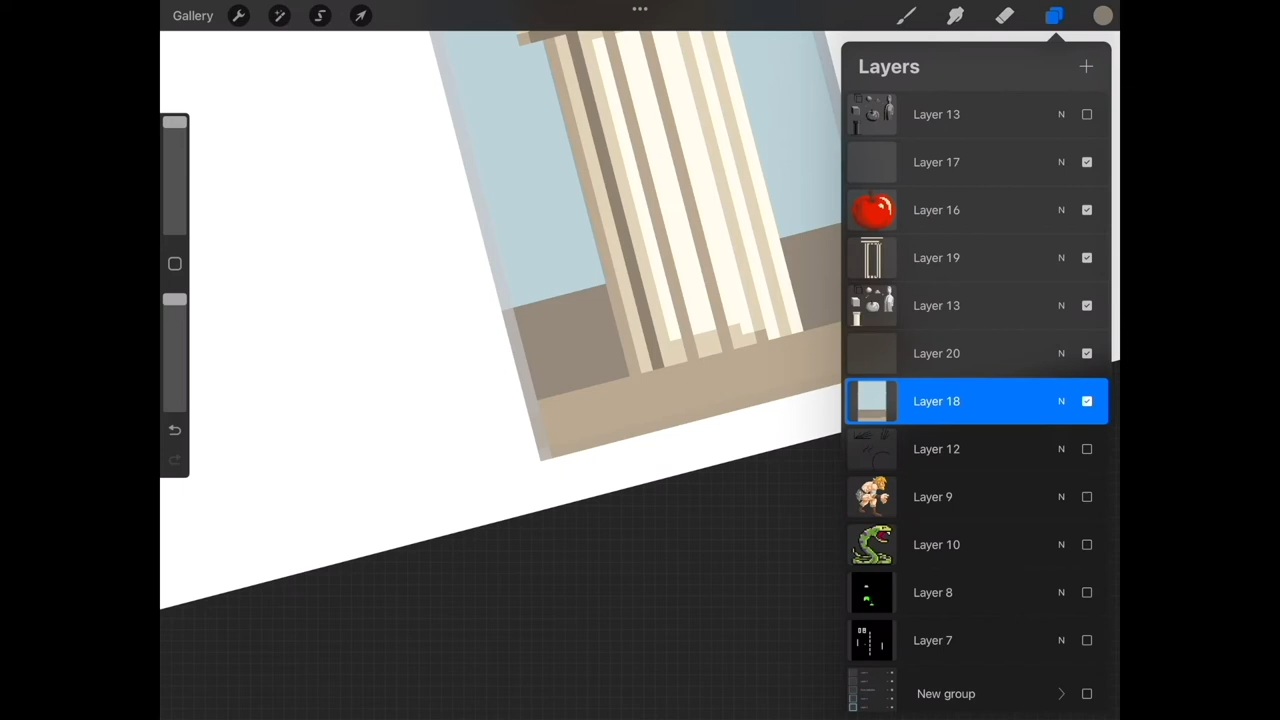 Gallery
Layers
Layer 13 N
Layer 17 N
Layer 16 N
Layer 19 N
Layer 13 N
Layer 20 N
Layer 18 N
Layer 12 N
Layer 9 N
Layer 10 N
Layer 8 N
Layer 7 N
New group